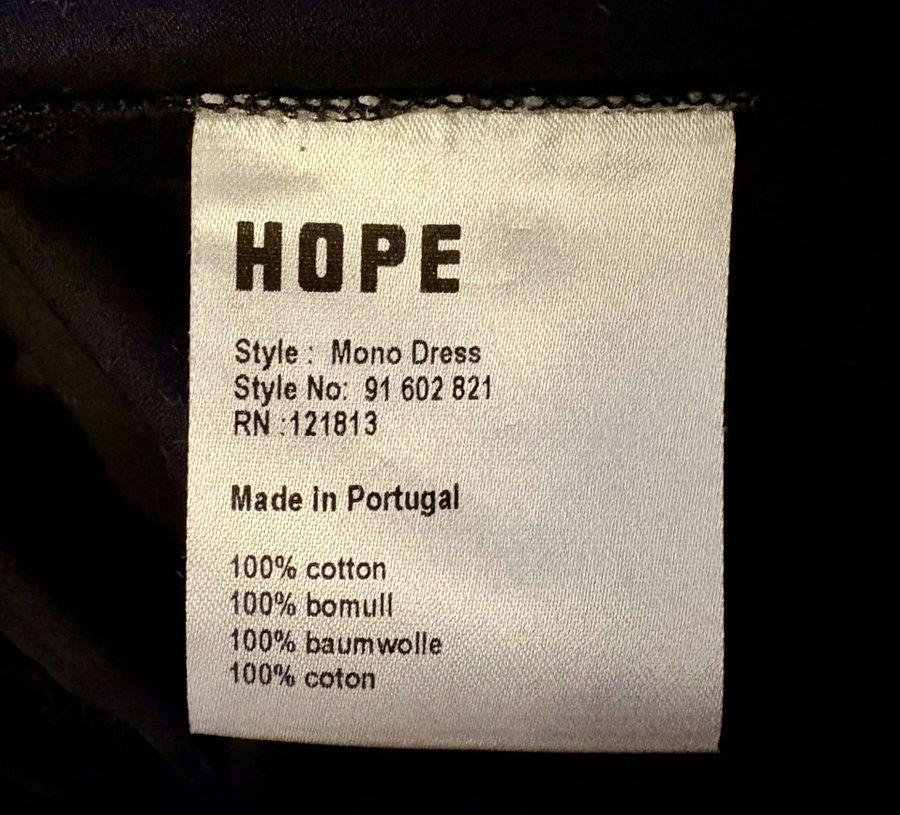 HOPE
Style : Mono Dress
Style No: 91 602 821
RN :121813
Made in Portugal
100% cotton
100% bomull
100% baumwolle
100% coton